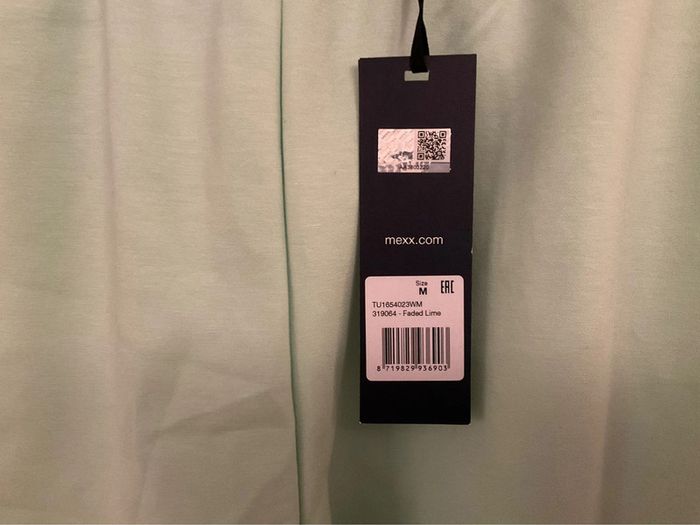 mexx.com
Size
M
EAC
TU1654023WM
319064 - Faded Lime
8 719829 936903